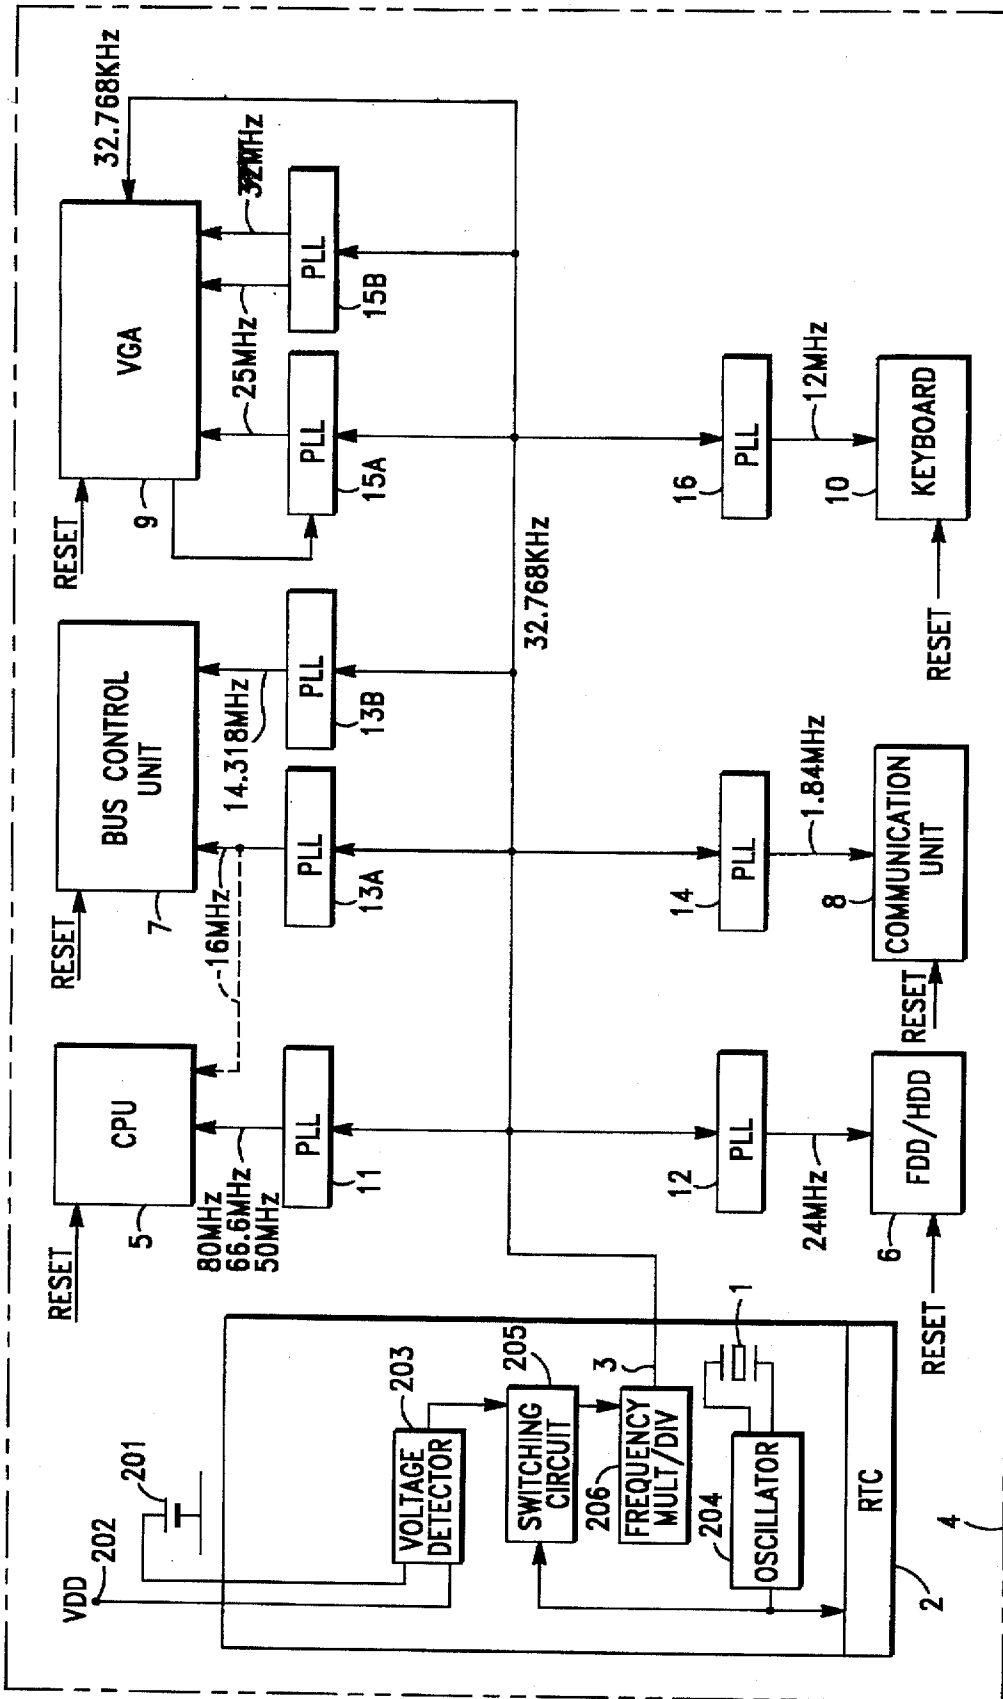 VDD
202
201
VOLTAGE
DETECTOR
203
SWITCHING
CIRCUIT
205
FREQUENCY
MULT/DIV
206
3
OSCILLATOR
204
1
RTC
2
4
RESET
CPU
5
80MHz
66.6MHz
50MHz
PLL
11
RESET
BUS CONTROL
UNIT
7
16MHz
14.318MHz
PLL
13A
PLL
13B
RESET
VGA
9
32.768KHz
25MHz
32MHz
PLL
15A
PLL
15B
32.768KHz
PLL
12
24MHz
FDD/HDD
6
RESET
PLL
14
1.84MHz
COMMUNICATION
UNIT
8
RESET
PLL
16
12MHz
KEYBOARD
10
RESET